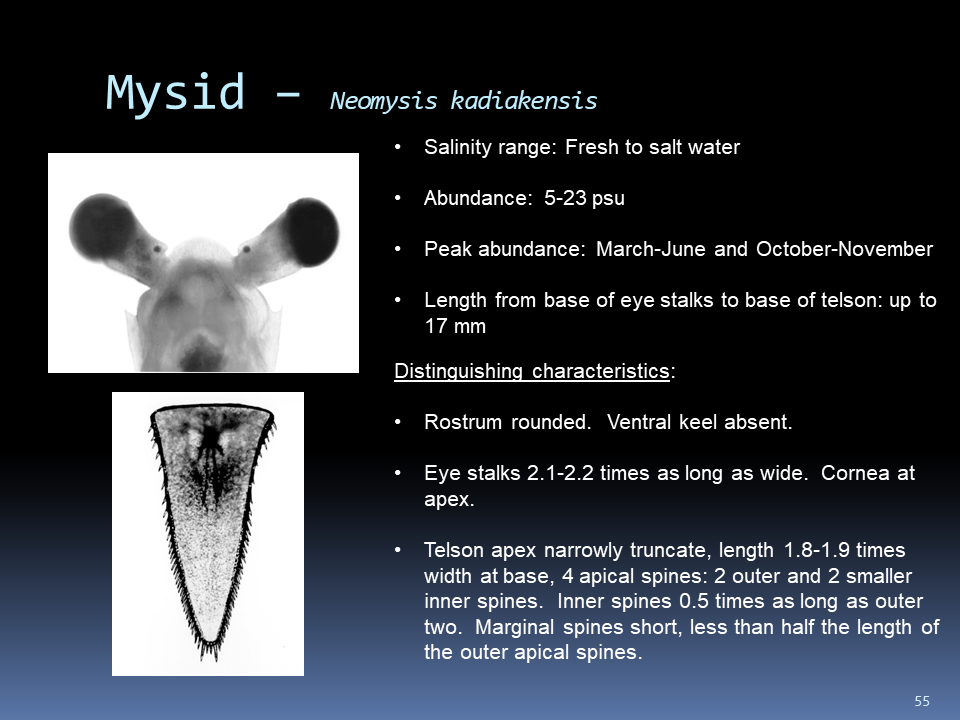 Mysid – Neomysis kadiakensis
• Salinity range: Fresh to salt water
• Abundance: 5-23 psu
• Peak abundance: March-June and October-November
• Length from base of eye stalks to base of telson: up to
17 mm
Distinguishing characteristics:
• Rostrum rounded. Ventral keel absent.
• Eye stalks 2.1-2.2 times as long as wide. Cornea at
apex.
• Telson apex narrowly truncate, length 1.8-1.9 times
width at base, 4 apical spines: 2 outer and 2 smaller
inner spines. Inner spines 0.5 times as long as outer
two. Marginal spines short, less than half the length of
the outer apical spines.
55